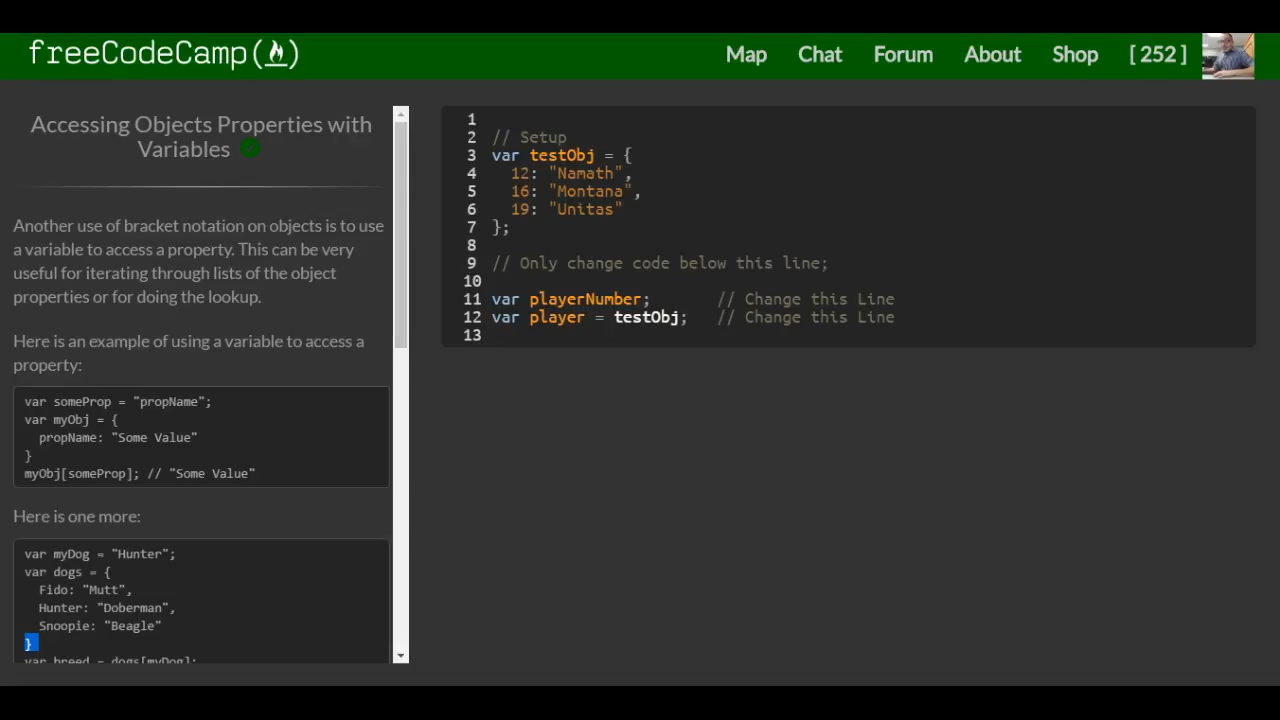 freeCodeCamp(🔥)
Map Chat Forum About Shop [ 252 ]
Accessing Objects Properties with
Variables
Another use of bracket notation on objects is to use
a variable to access a property. This can be very
useful for iterating through lists of the object
properties or for doing the lookup.
Here is an example of using a variable to access a
property:
var someProp = "propName";
var myObj = {
propName: "Some Value"
}
myObj[someProp]; // "Some Value"
Here is one more:
var myDog = "Hunter";
var dogs = {
Fido: "Mutt",
Hunter: "Doberman",
Snoopie: "Beagle"
}
var breed = dogs[myDog];
1
2 // Setup
3 var testObj = {
4 12: "Namath",
5 16: "Montana",
6 19: "Unitas"
7 };
8
9 // Only change code below this line;
10
11 var playerNumber; // Change this Line
12 var player = testObj; // Change this Line
13